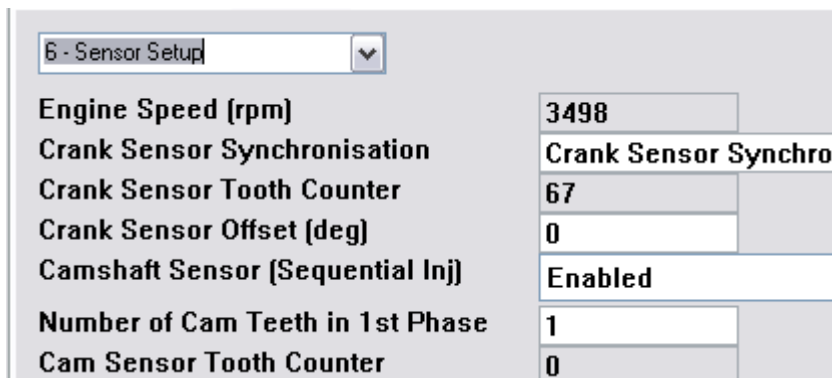 6 - Sensor Setup
Engine Speed (rpm) 3498
Crank Sensor Synchronisation Crank Sensor Synchro
Crank Sensor Tooth Counter 67
Crank Sensor Offset (deg) 0
Camshaft Sensor (Sequential Inj) Enabled
Number of Cam Teeth in 1st Phase 1
Cam Sensor Tooth Counter 0